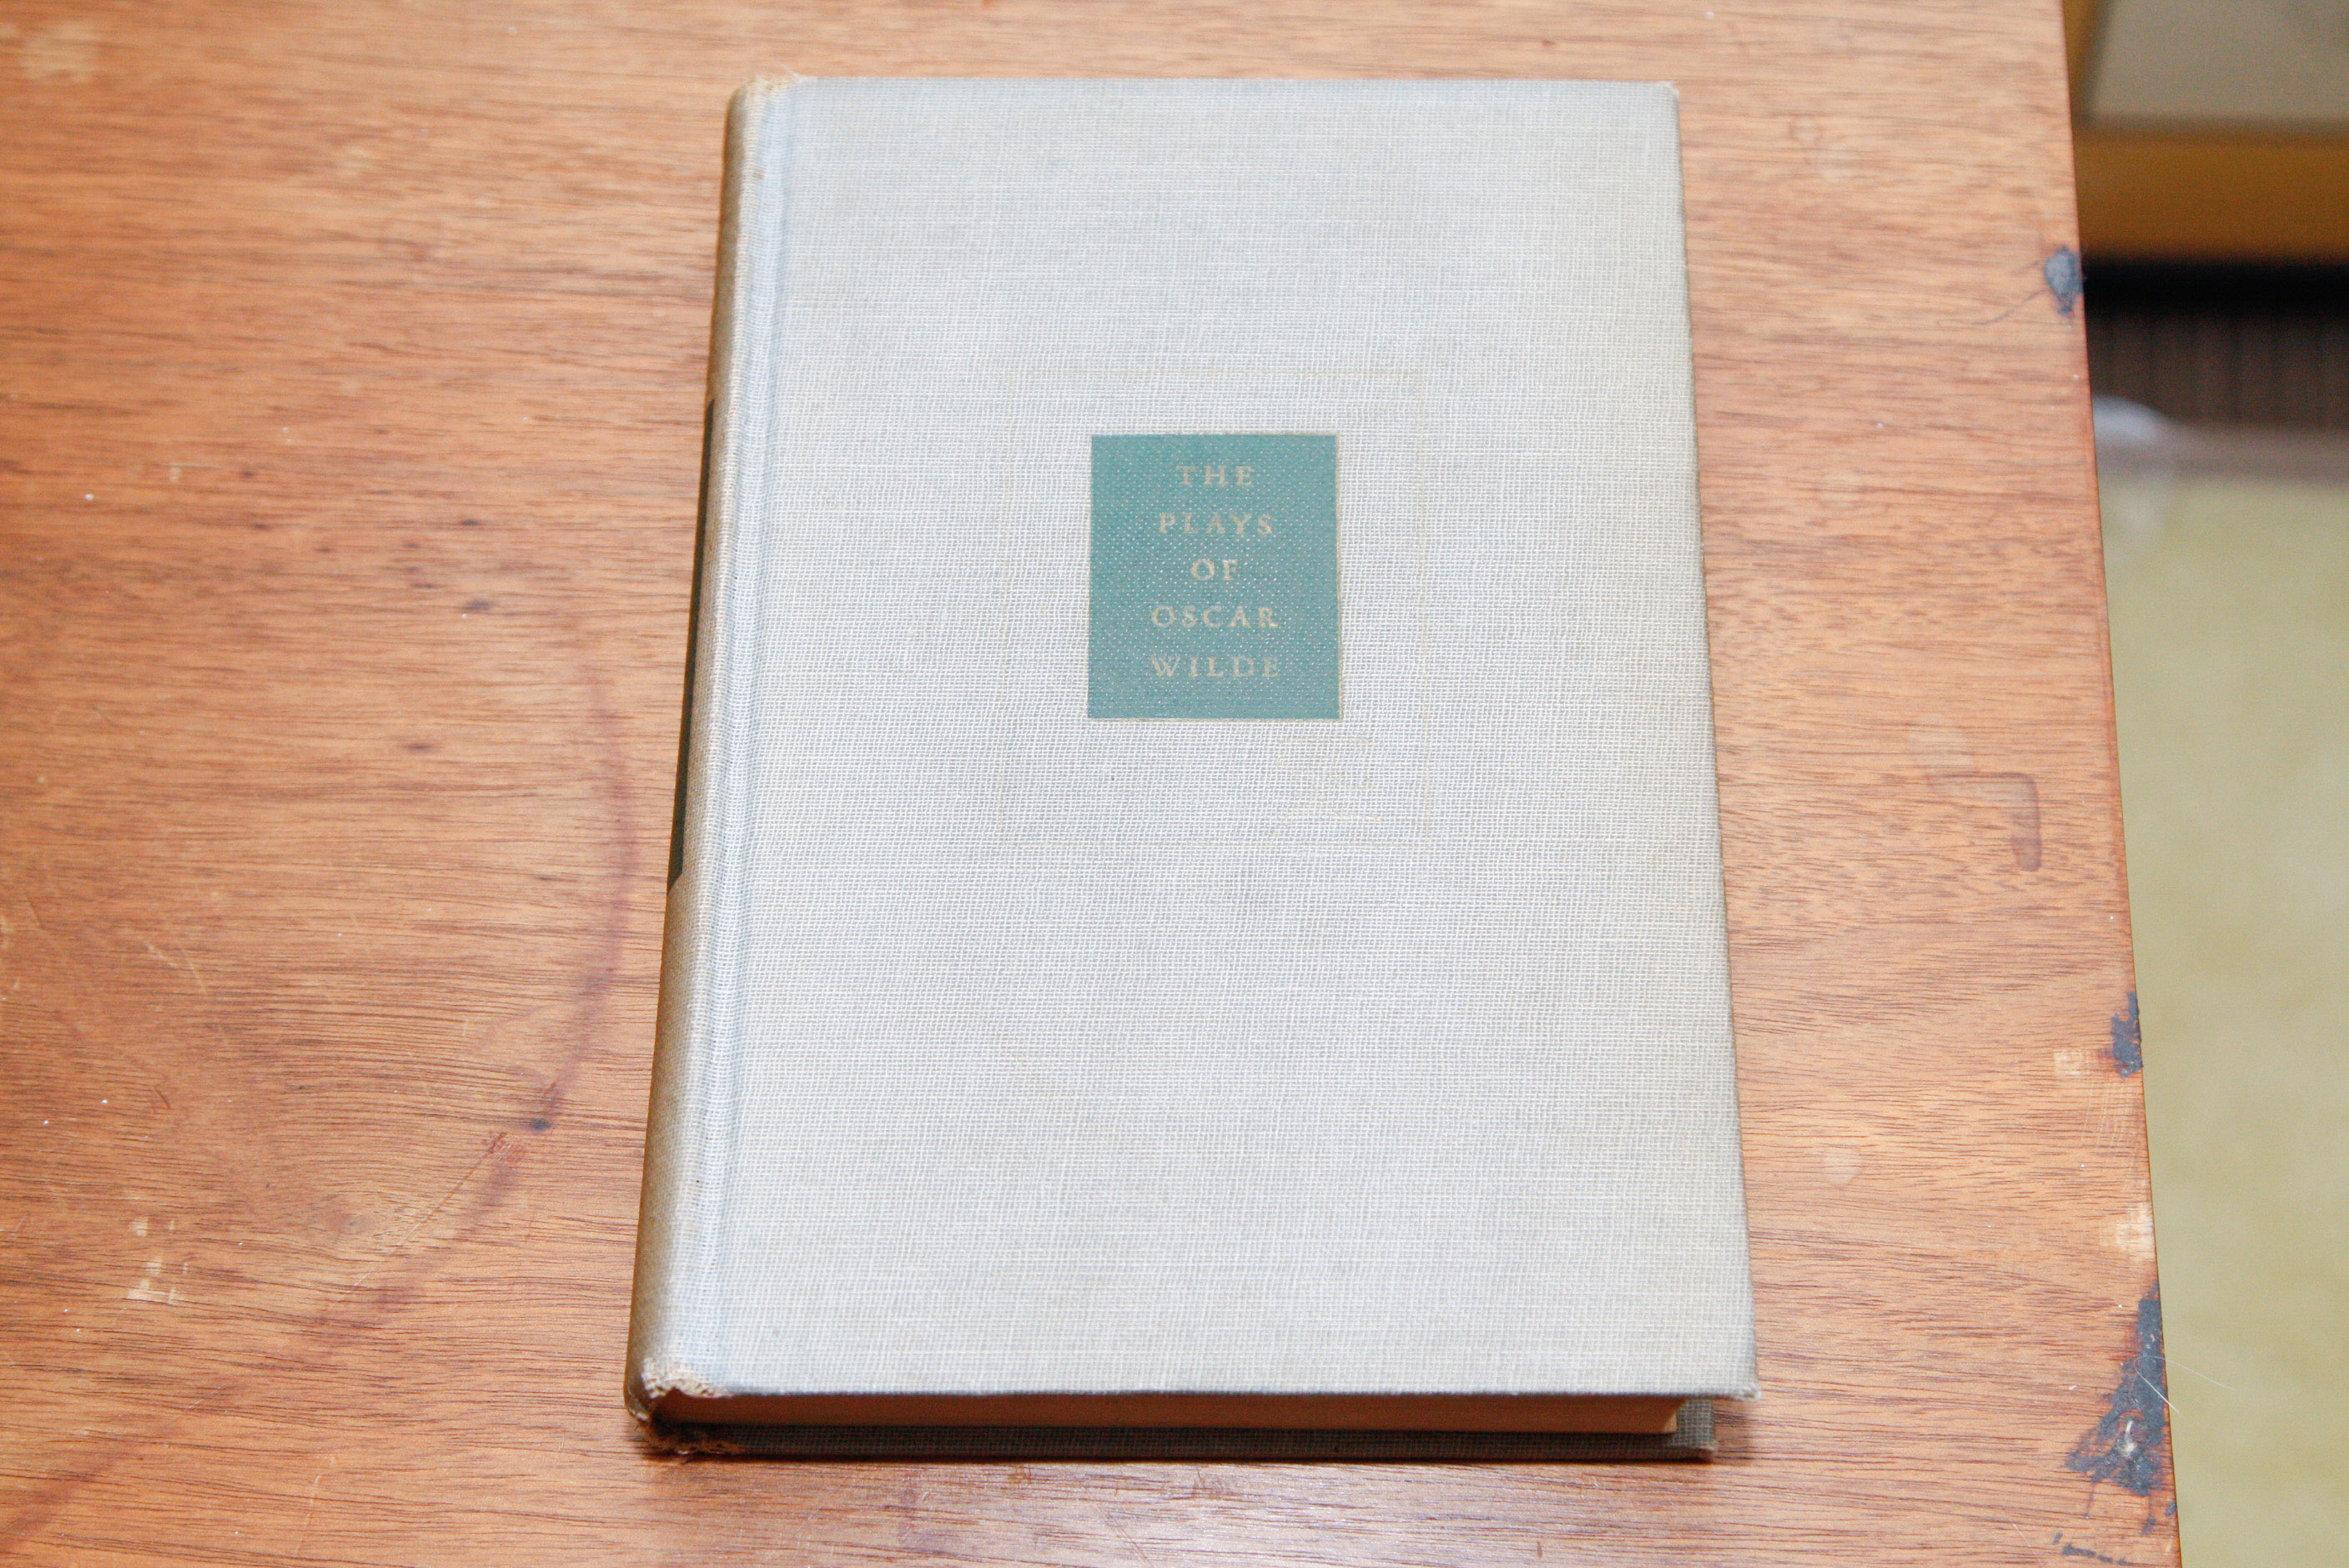 THE
PLAYS
OF
OSCAR
WILDE